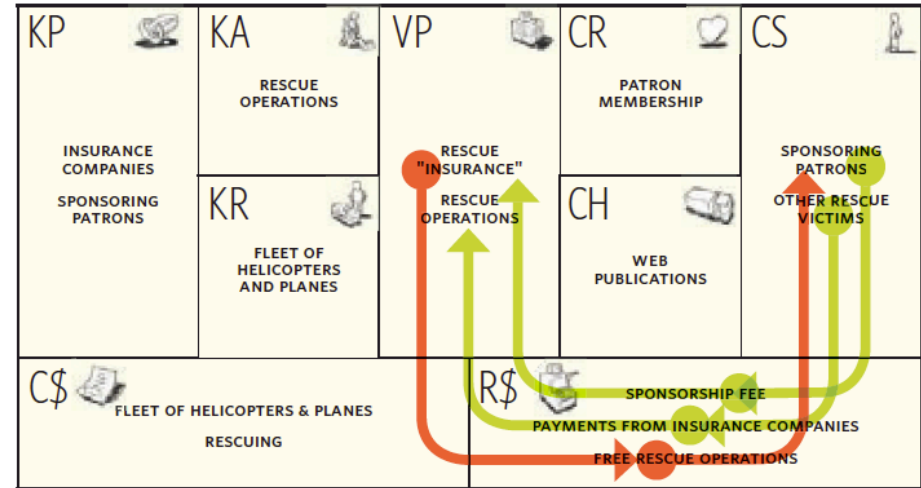 KP
INSURANCE
COMPANIES
SPONSORING
PATRONS
KA
RESCUE
OPERATIONS
KR
FLEET OF
HELICOPTERS
AND PLANES
VP
RESCUE
"INSURANCE"
RESCUE
OPERATIONS
CR
PATRON
MEMBERSHIP
CH
WEB
PUBLICATIONS
CS
SPONSORING
PATRONS
OTHER RESCUE
VICTIMS
C$
FLEET OF HELICOPTERS & PLANES
RESCUING
R$
SPONSORSHIP FEE
PAYMENTS FROM INSURANCE COMPANIES
FREE RESCUE OPERATIONS